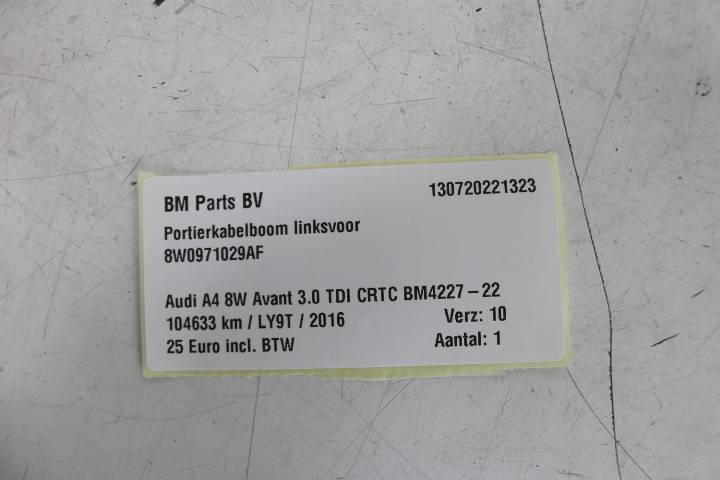 BM Parts BV 130720221323
Portierkabelboom linksvoor
8W0971029AF
Audi A4 8W Avant 3.0 TDI CRTC BM4227-22
104633 km / LY9T / 2016 Verz: 10
25 Euro incl. BTW Aantal: 1